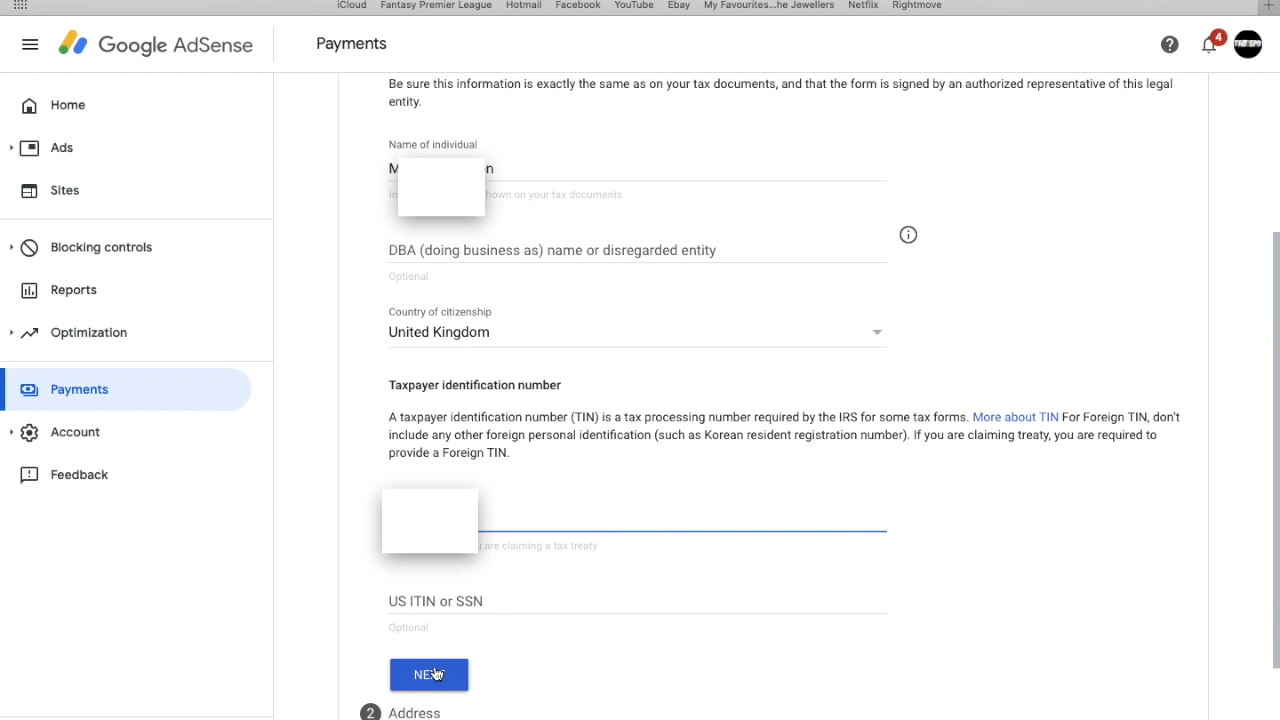 iCloud Fantasy Premier League Hotmail Facebook YouTube Ebay My Favourites...he Jewellers Netflix Rightmove
Google AdSense
Payments
4
THE SPO
Home
Ads
Sites
Blocking controls
Reports
Optimization
Payments
Account
Feedback
Be sure this information is exactly the same as on your tax documents, and that the form is signed by an authorized representative of this legal
entity.
Name of individual
M n
In hown on your tax documents
DBA (doing business as) name or disregarded entity
Optional
Country of citizenship
United Kingdom
Taxpayer identification number
A taxpayer identification number (TIN) is a tax processing number required by the IRS for some tax forms. More about TIN For Foreign TIN, don't
include any other foreign personal identification (such as Korean resident registration number). If you are claiming treaty, you are required to
provide a Foreign TIN.
u are claiming a tax treaty
US ITIN or SSN
Optional
NEXT
2 Address